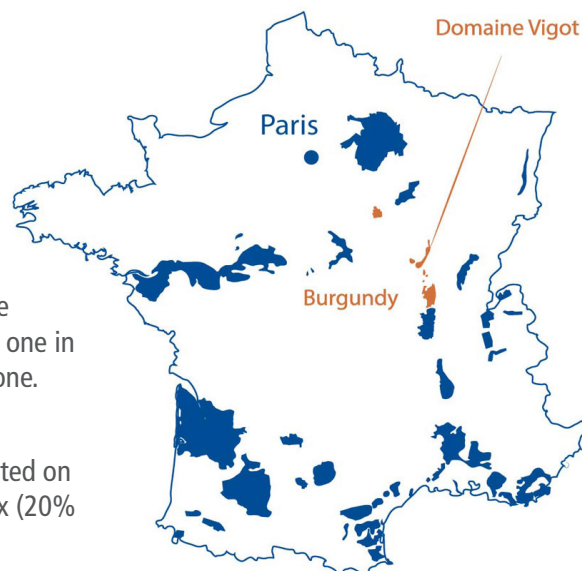 Domaine Vigot
Paris
Burgundy
one in
one.
ted on
x (20%